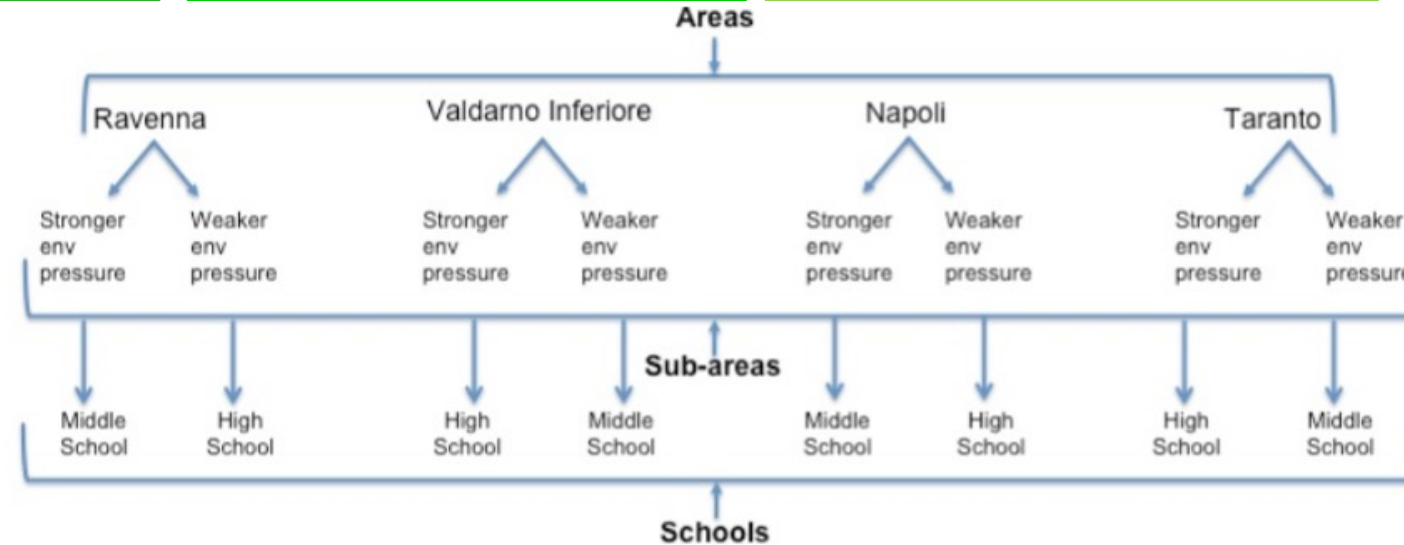 Areas
Ravenna
Valdarno Inferiore
Napoli
Taranto
Stronger
env
pressure
Weaker
env
pressure
Stronger
env
pressure
Weaker
env
pressure
Stronger
env
pressure
Weaker
env
pressure
Stronger
env
pressure
Weaker
env
pressure
Sub-areas
Middle
School
High
School
High
School
Middle
School
Middle
School
High
School
High
School
Middle
School
Schools